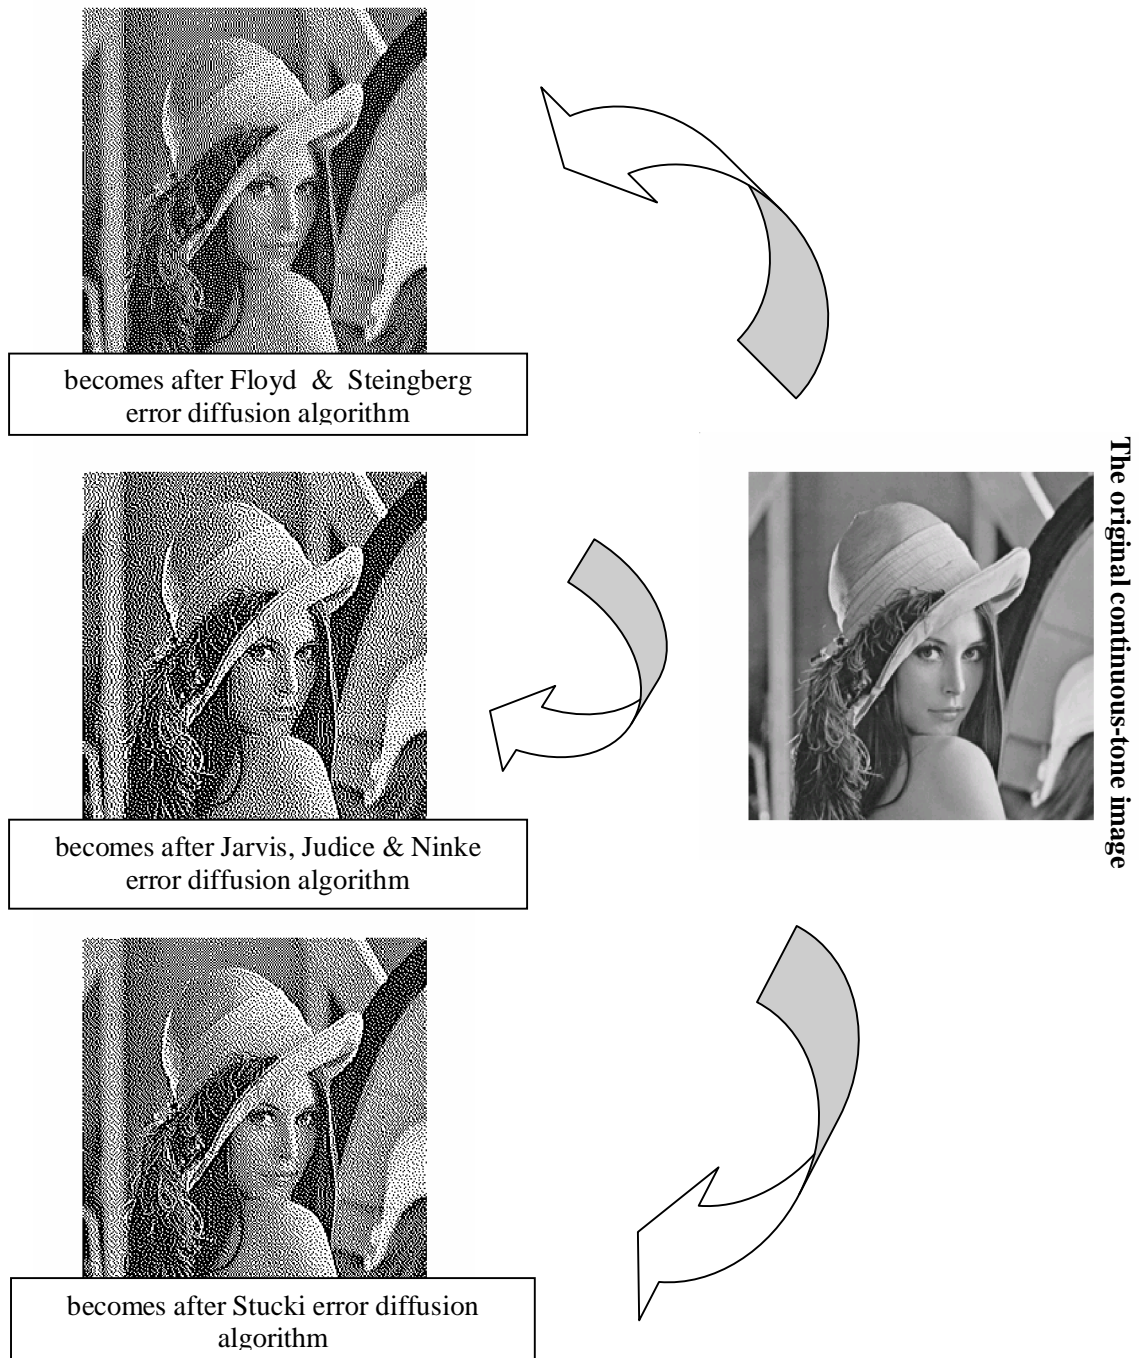 becomes after Floyd & Steingberg
error diffusion algorithm
The original continuous-tone image
becomes after Jarvis, Judice & Ninke
error diffusion algorithm
becomes after Stucki error diffusion
algorithm